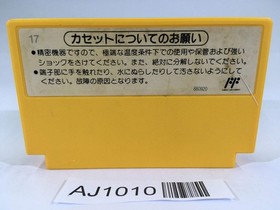 17
カセットについてのお願い
●精密機器ですので、極端な温度条件下での使用や保管および強い
ショックをさけてください。また、絶対に分解しないでください。
●端子部に手を触れたり、水にぬらしたりして汚さないようにして
ください。故障の原因となります。
AJ1010